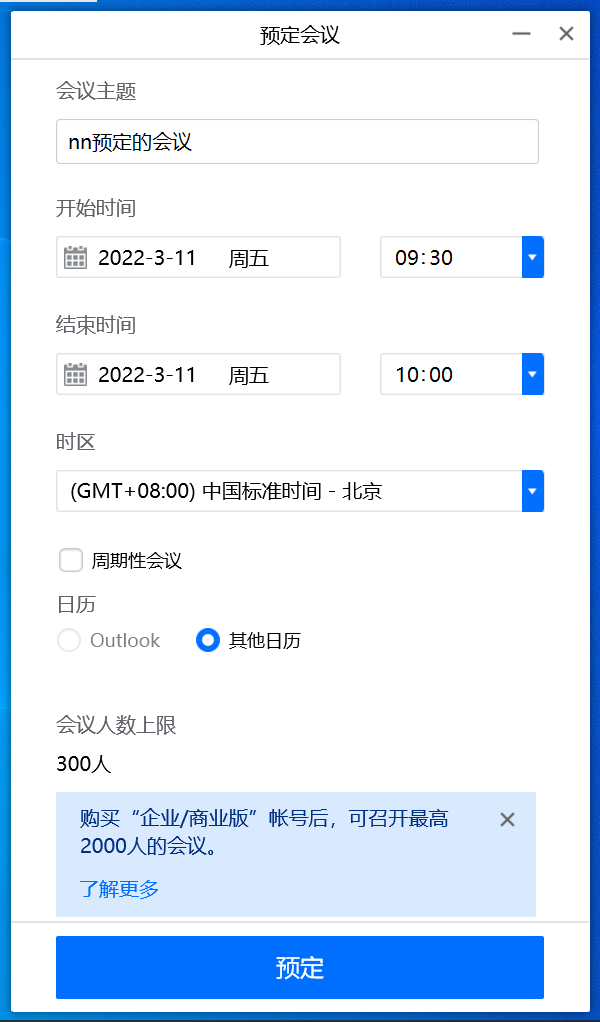 预定会议
会议主题
nn预定的会议
开始时间
2022-3-11 周五 09:30
结束时间
2022-3-11 周五 10:00
时区
(GMT+08:00) 中国标准时间 - 北京
周期性会议
日历
Outlook 其他日历
会议人数上限
300人
购买“企业/商业版”帐号后，可召开最高
2000人的会议。
了解更多
预定